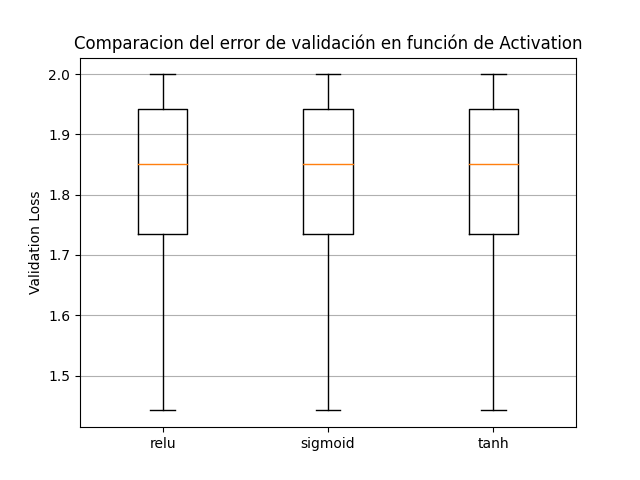 Comparacion del error de validación en función de Activation
2.0
1.9
1.8
1.7
1.6
1.5
Validation Loss
relu sigmoid tanh